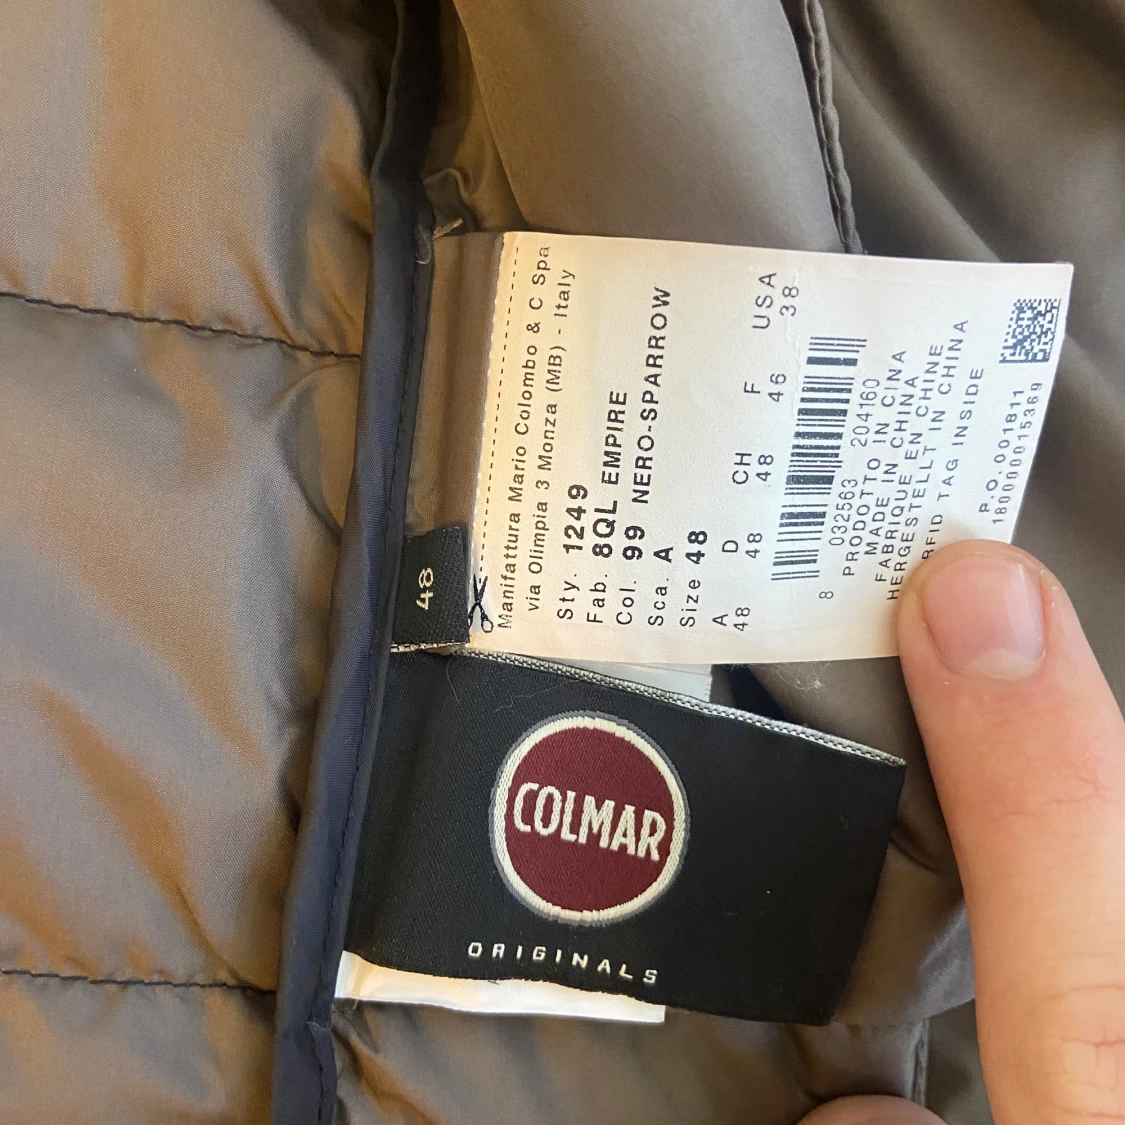 Manifattura Mario Colombo & C Spa
via Olimpia 3 Monza (MB) - Italy
Sty. 1249
Fab. 8QL EMPIRE
Col. 99 NERO-SPARROW
Sca. A
Size 48
A D CH F USA
48 48 48 46 38
8 032563 204160
PRODOTTO IN CINA
MADE IN CHINA
FABRIQUE EN CHINE
HERGESTELLT IN CHINA
RFID TAG INSIDE
P.O. 001811
180000015369
48
COLMAR
ORIGINALS